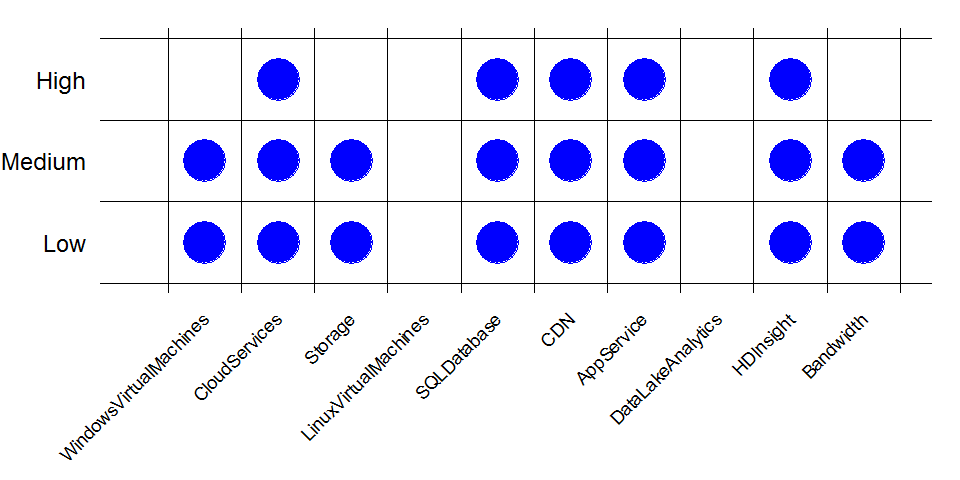 High
Medium
Low
WindowsVirtualMachines
CloudServices
Storage
LinuxVirtualMachines
SQLDatabase
CDN
AppService
DataLakeAnalytics
HDInsight
Bandwidth